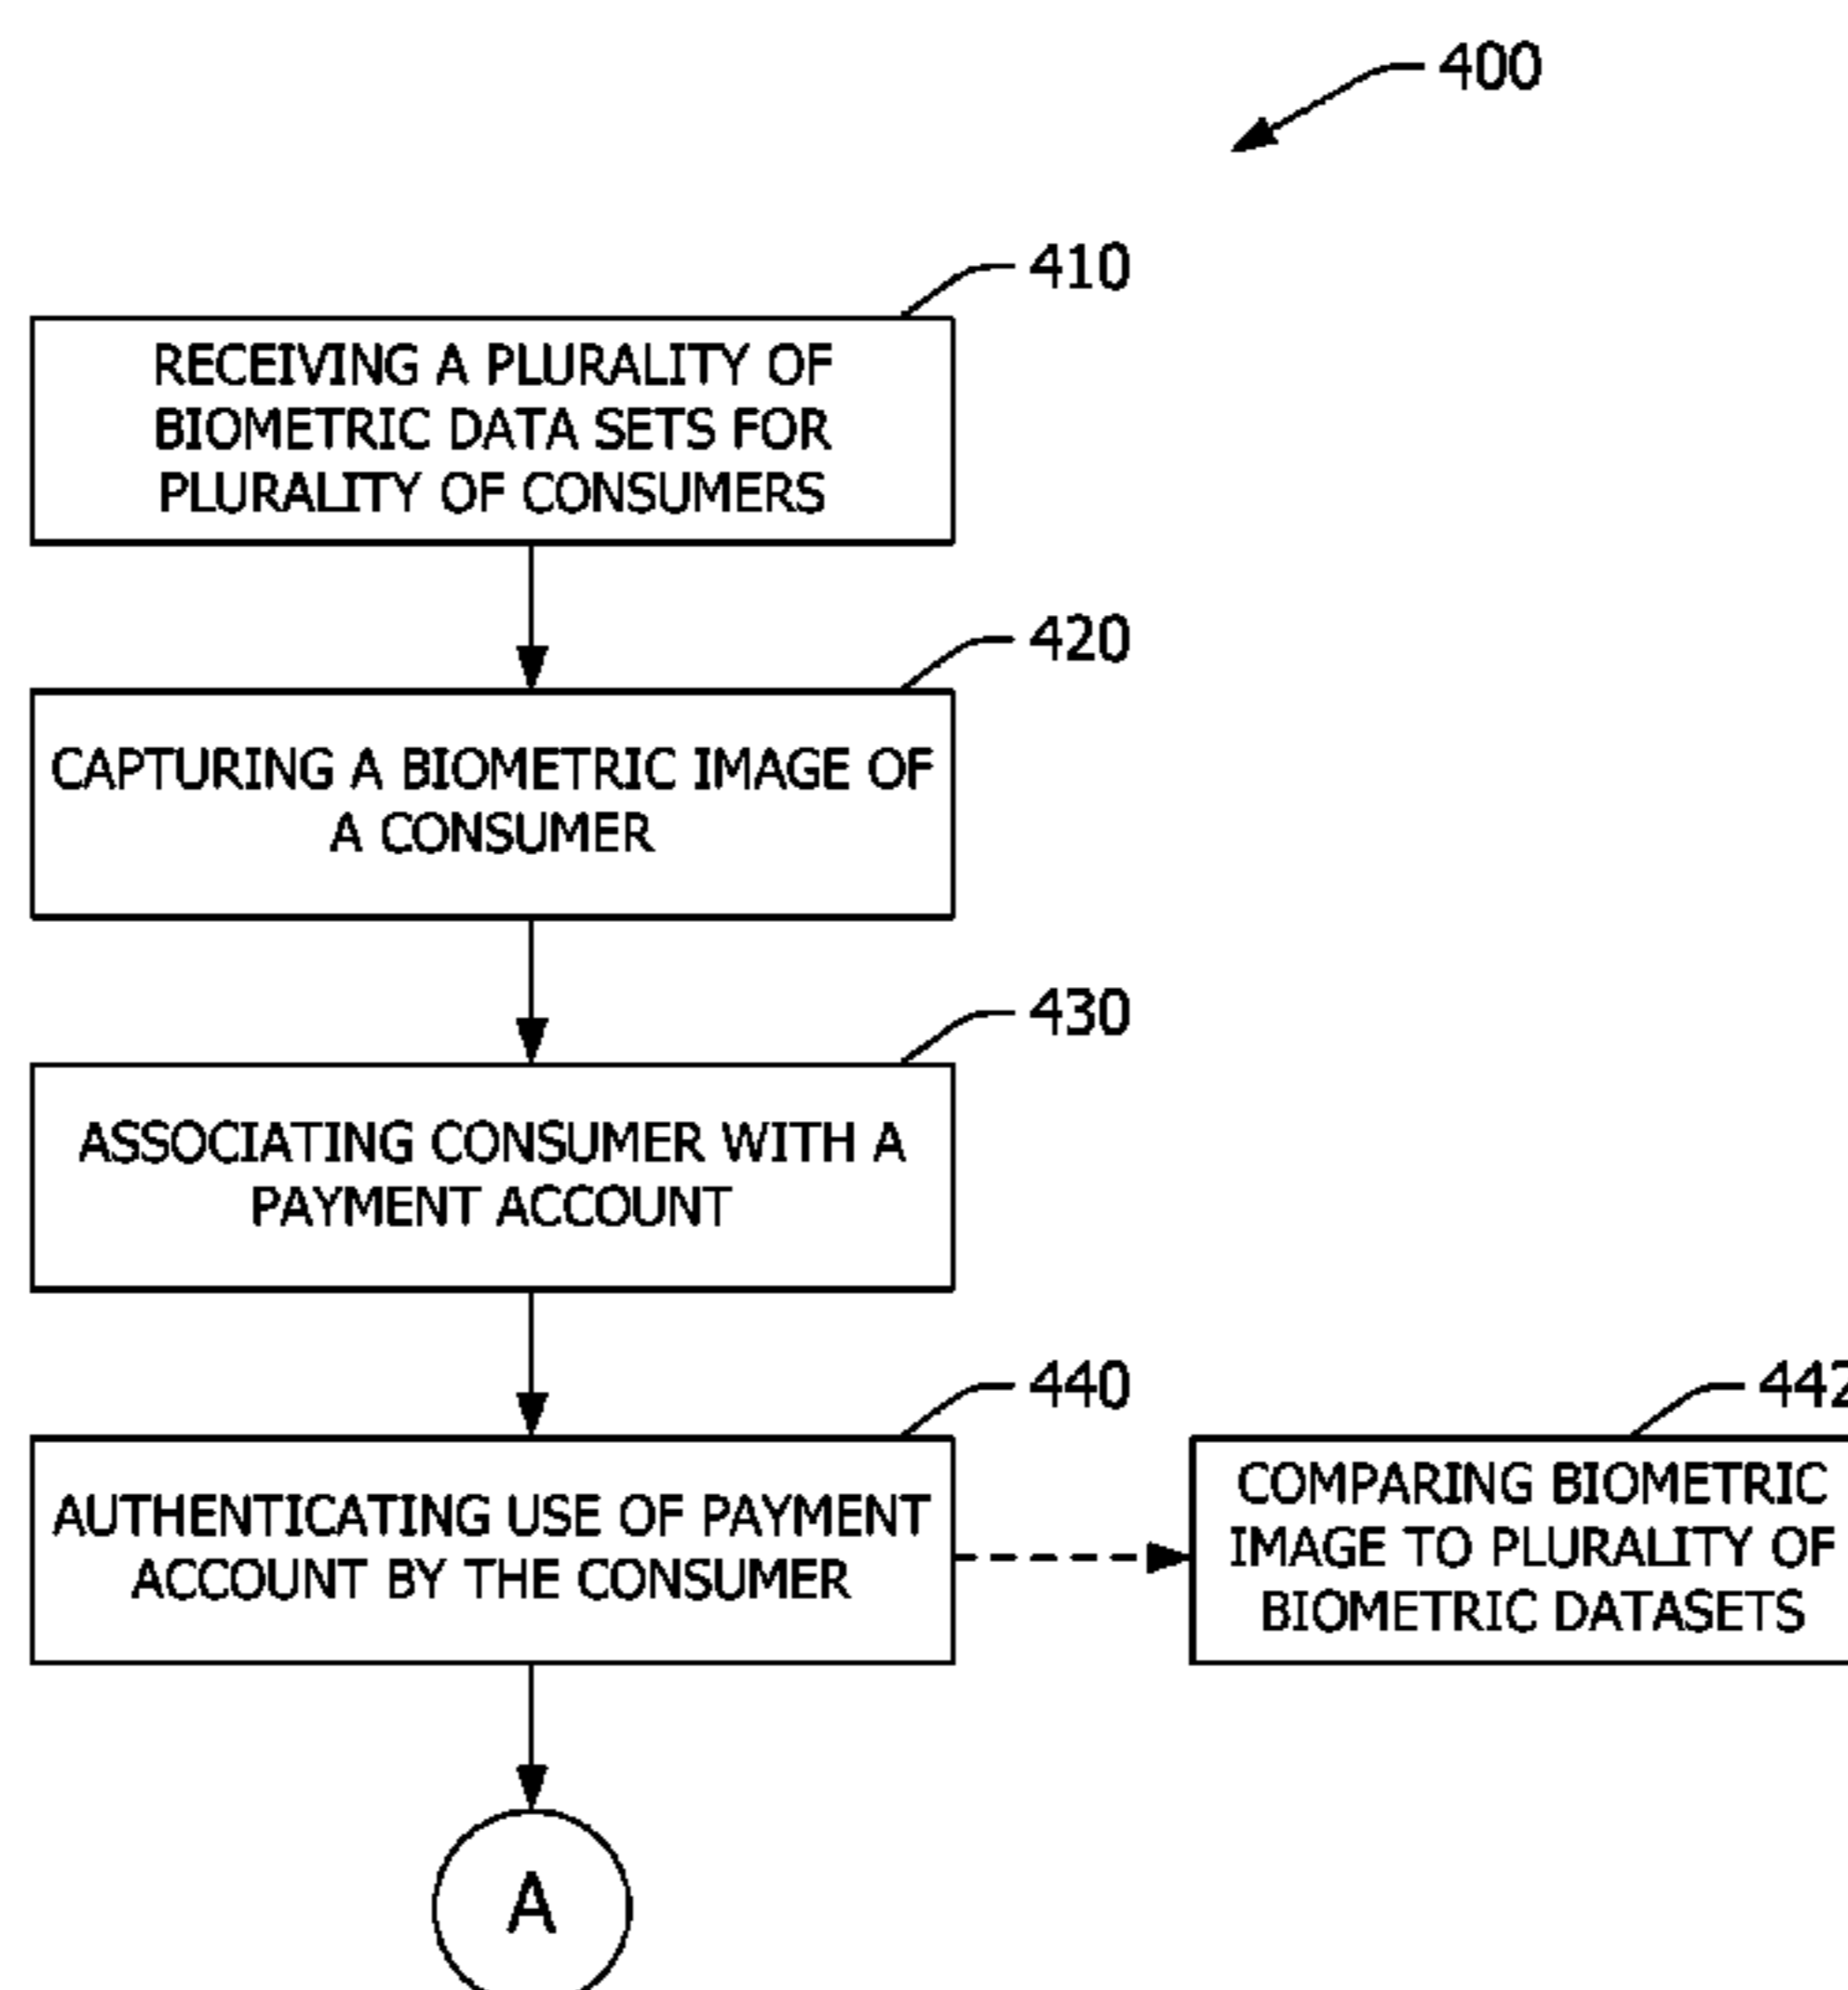 400
410
RECEIVING A PLURALITY OF
BIOMETRIC DATA SETS FOR
PLURALITY OF CONSUMERS
420
CAPTURING A BIOMETRIC IMAGE OF
A CONSUMER
430
ASSOCIATING CONSUMER WITH A
PAYMENT ACCOUNT
440
AUTHENTICATING USE OF PAYMENT
ACCOUNT BY THE CONSUMER
442
COMPARING BIOMETRIC
IMAGE TO PLURALITY OF
BIOMETRIC DATASETS
A